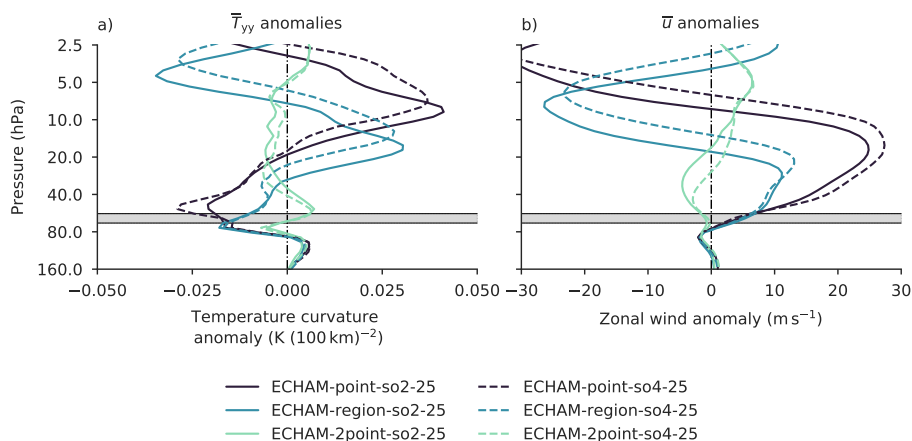 a)
T̅yy anomalies
b)
u̅ anomalies
Pressure (hPa)
2.5
5.0
10.0
20.0
40.0
80.0
160.0
−0.050 −0.025 0.000 0.025 0.050
−30 −20 −10 0 10 20 30
Temperature curvature
anomaly (K (100 km)⁻²)
Zonal wind anomaly (m s⁻¹)
ECHAM-point-so2-25
ECHAM-region-so2-25
ECHAM-2point-so2-25
ECHAM-point-so4-25
ECHAM-region-so4-25
ECHAM-2point-so4-25